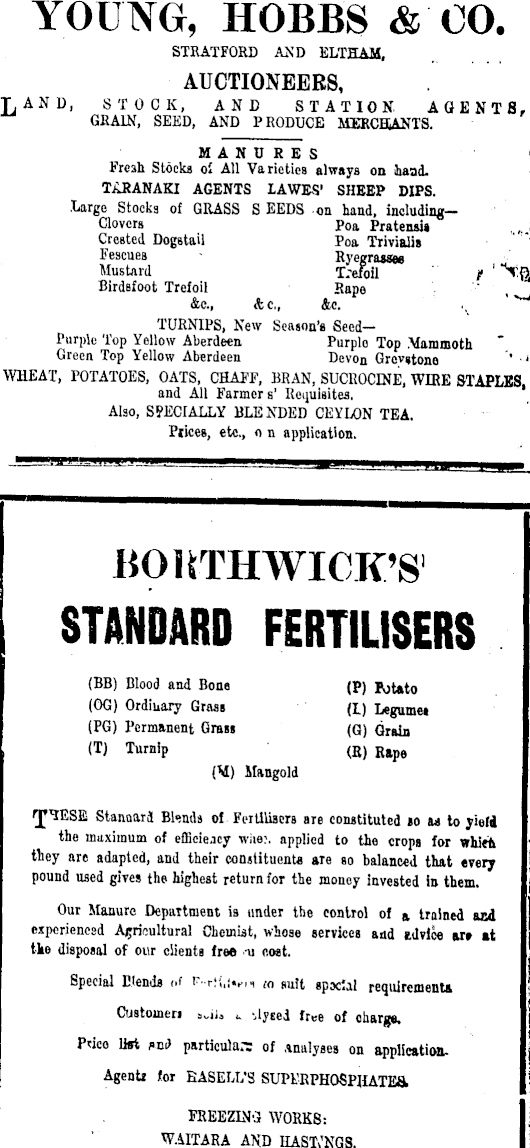 YOUNG, HOBBS & CO.
STRATFORD AND ELTHAM,
AUCTIONEERS,
LAND, STOCK, AND STATION AGENTS,
GRAIN, SEED, AND PRODUCE MERCHANTS.
MANURES
Fresh Stocks of All Varieties always on hand.
TARANAKI AGENTS LAWES' SHEEP DIPS.
Large Stocks of GRASS SEEDS on hand, including—
Clovers Poa Pratensis
Crested Dogstail Poa Trivialis
Fescues Ryegrasses
Mustard Trefoil
Birdsfoot Trefoil Rape
&c., &c., &c.
TURNIPS, New Season's Seed—
Purple Top Yellow Aberdeen Purple Top Mammoth
Green Top Yellow Aberdeen Devon Greystone
WHEAT, POTATOES, OATS, CHAFF, BRAN, SUCROCINE, WIRE STAPLES,
and All Farmers' Requisites.
Also, SPECIALLY BLENDED CEYLON TEA.
Prices, etc., on application.
BORTHWICK'S'
STANDARD FERTILISERS
(BB) Blood and Bone (P) Potato
(OG) Ordinary Grass (L) Legumes
(PG) Permanent Grass (G) Grain
(T) Turnip (R) Rape
(M) Mangold
THESE Standard Blends of Fertilisers are constituted so as to yield
the maximum of efficiency when applied to the crops for which
they are adapted, and their constituents are so balanced that every
pound used gives the highest return for the money invested in them.
Our Manure Department is under the control of a trained and
experienced Agricultural Chemist, whose services and advice are at
the disposal of our clients free cost.
Special Blends of Fertilisers to suit special requirements
Customers soils free of charge.
Price list and particulars of Analyses on application.
Agents for HASELL'S SUPERPHOSPHATES.
FREEZING WORKS:
WAITARA AND HASTINGS.